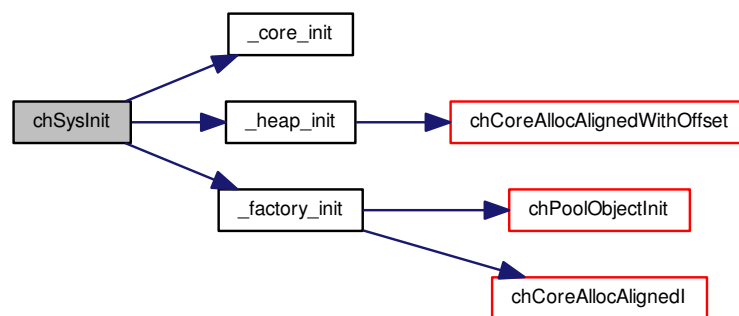 _core_init
chSysInit
_heap_init
chCoreAllocAlignedWithOffset
_factory_init
chPoolObjectInit
chCoreAllocAlignedI